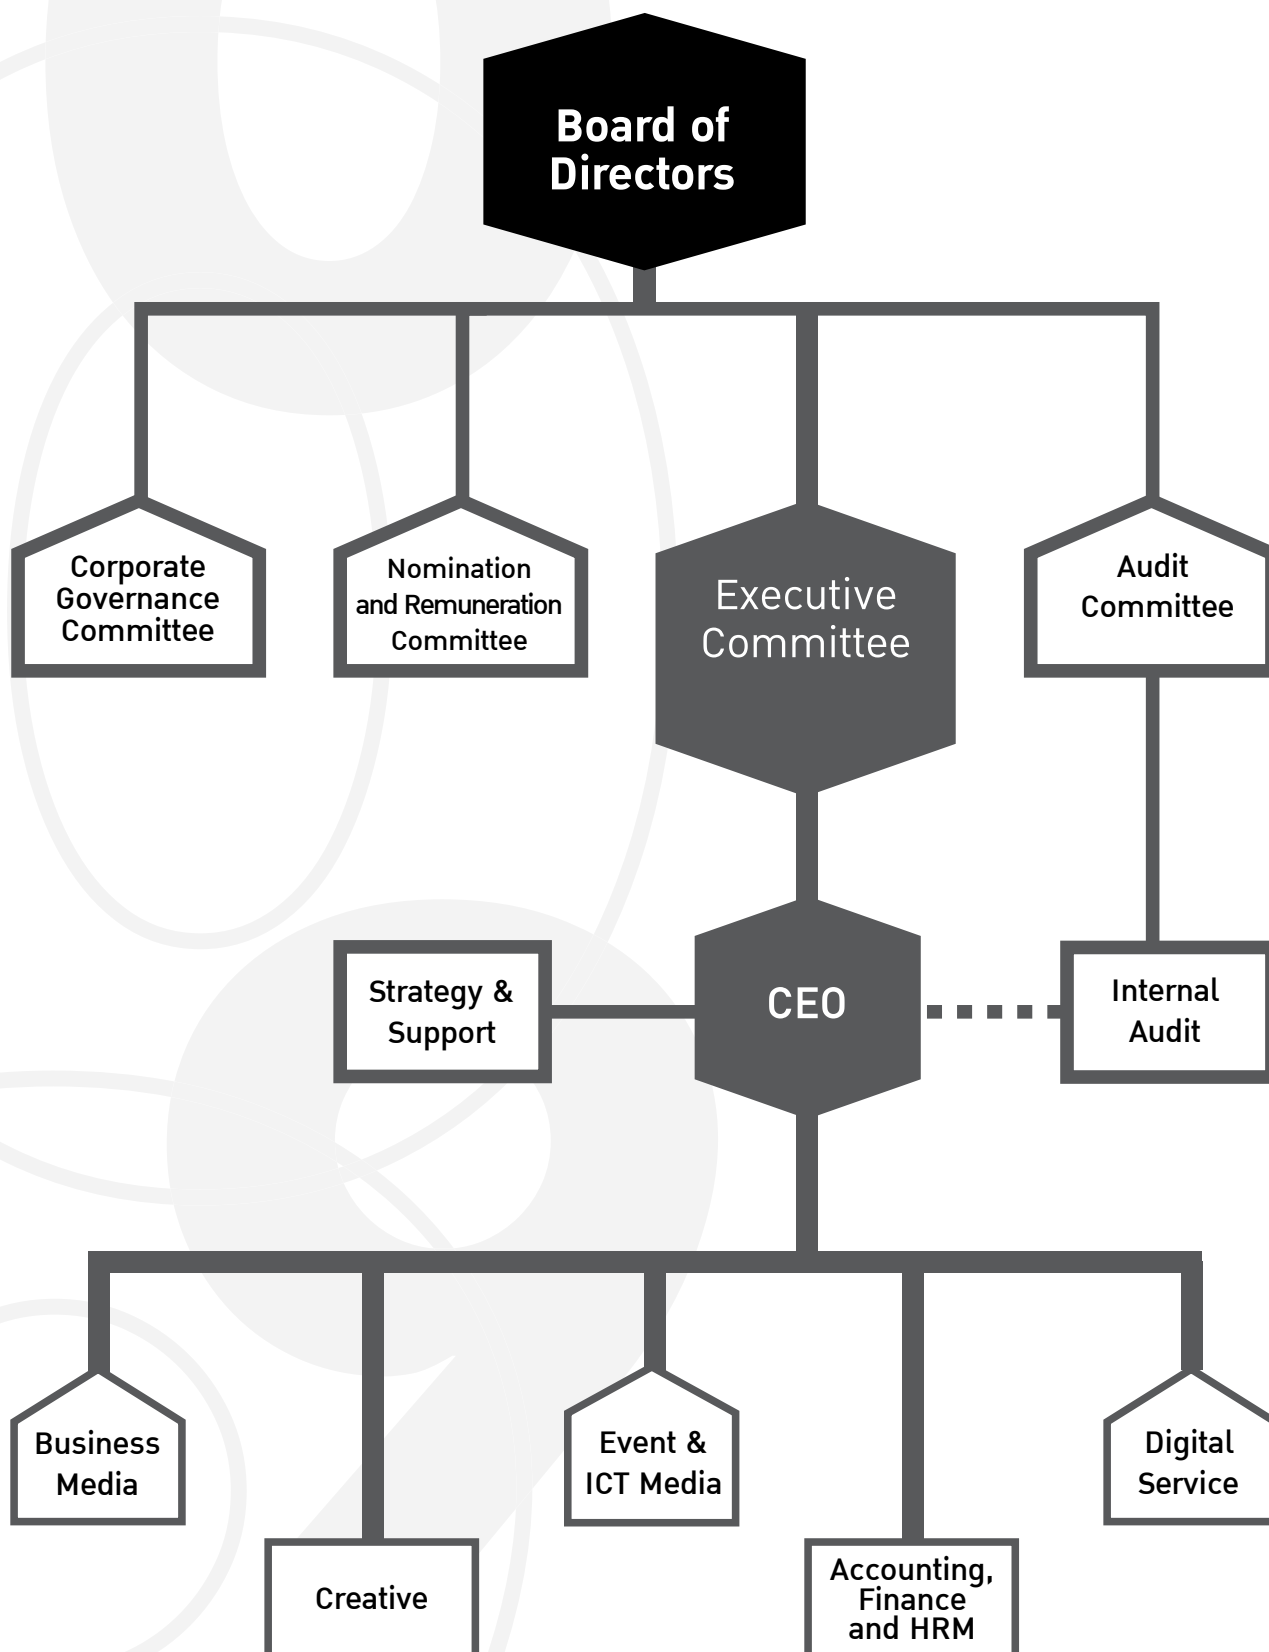 Board of
Directors
Corporate
Governance
Committee
Nomination
and Remuneration
Committee
Executive
Committee
Audit
Committee
Strategy &
Support
CEO
Internal
Audit
Business
Media
Event &
ICT Media
Digital
Service
Creative
Accounting,
Finance
and HRM